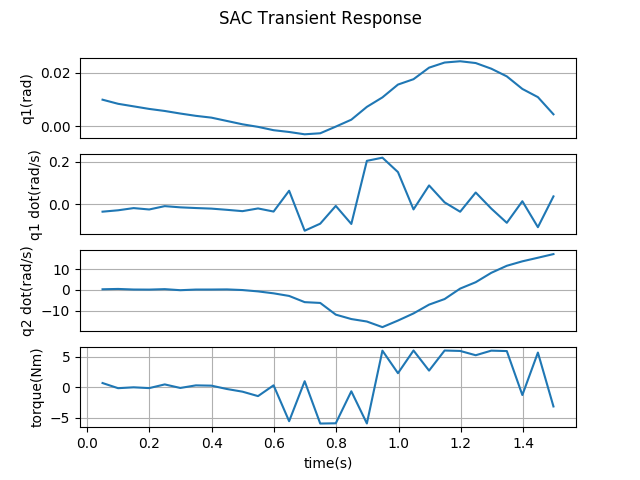 SAC Transient Response
q1(rad)
0.02
0.00
q1 dot(rad/s)
0.2
0.0
q2 dot(rad/s)
10
0
−10
torque(Nm)
5
0
−5
0.0 0.2 0.4 0.6 0.8 1.0 1.2 1.4
time(s)